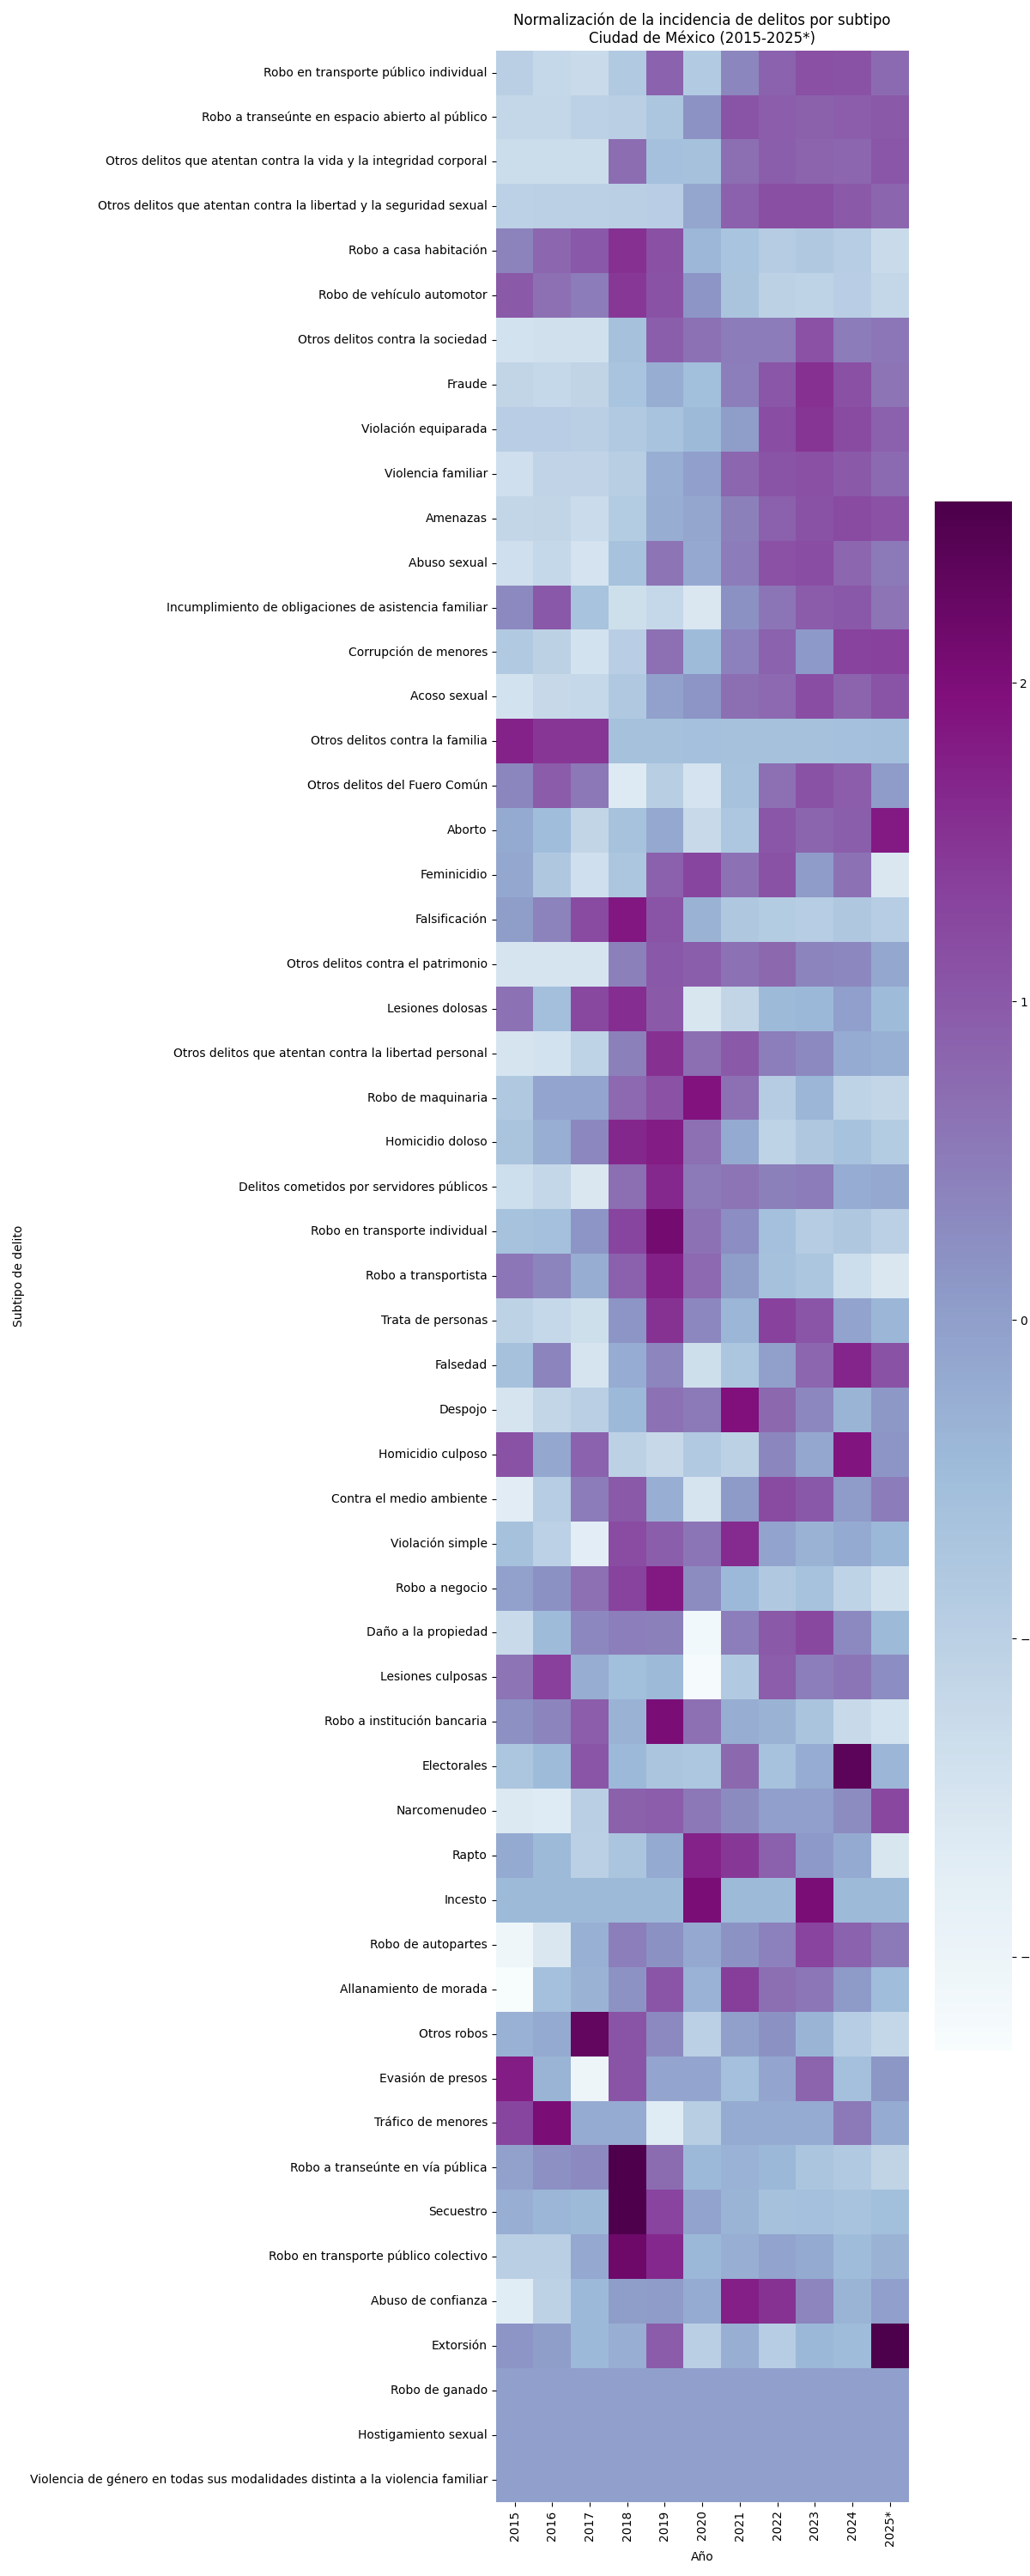 Normalización de la incidencia de delitos por subtipo
Ciudad de México (2015-2025*)
Subtipo de delito
Robo en transporte público individual
Robo a transeúnte en espacio abierto al público
Otros delitos que atentan contra la vida y la integridad corporal
Otros delitos que atentan contra la libertad y la seguridad sexual
Robo a casa habitación
Robo de vehículo automotor
Otros delitos contra la sociedad
Fraude
Violación equiparada
Violencia familiar
Amenazas
Abuso sexual
Incumplimiento de obligaciones de asistencia familiar
Corrupción de menores
Acoso sexual
Otros delitos contra la familia
Otros delitos del Fuero Común
Aborto
Feminicidio
Falsificación
Otros delitos contra el patrimonio
Lesiones dolosas
Otros delitos que atentan contra la libertad personal
Robo de maquinaria
Homicidio doloso
Delitos cometidos por servidores públicos
Robo en transporte individual
Robo a transportista
Trata de personas
Falsedad
Despojo
Homicidio culposo
Contra el medio ambiente
Violación simple
Robo a negocio
Daño a la propiedad
Lesiones culposas
Robo a institución bancaria
Electorales
Narcomenudeo
Rapto
Incesto
Robo de autopartes
Allanamiento de morada
Otros robos
Evasión de presos
Tráfico de menores
Robo a transeúnte en vía pública
Secuestro
Robo en transporte público colectivo
Abuso de confianza
Extorsión
Robo de ganado
Hostigamiento sexual
Violencia de género en todas sus modalidades distinta a la violencia familiar
2015 2016 2017 2018 2019 2020 2021 2022 2023 2024 2025*
Año
2
1
0
−
−